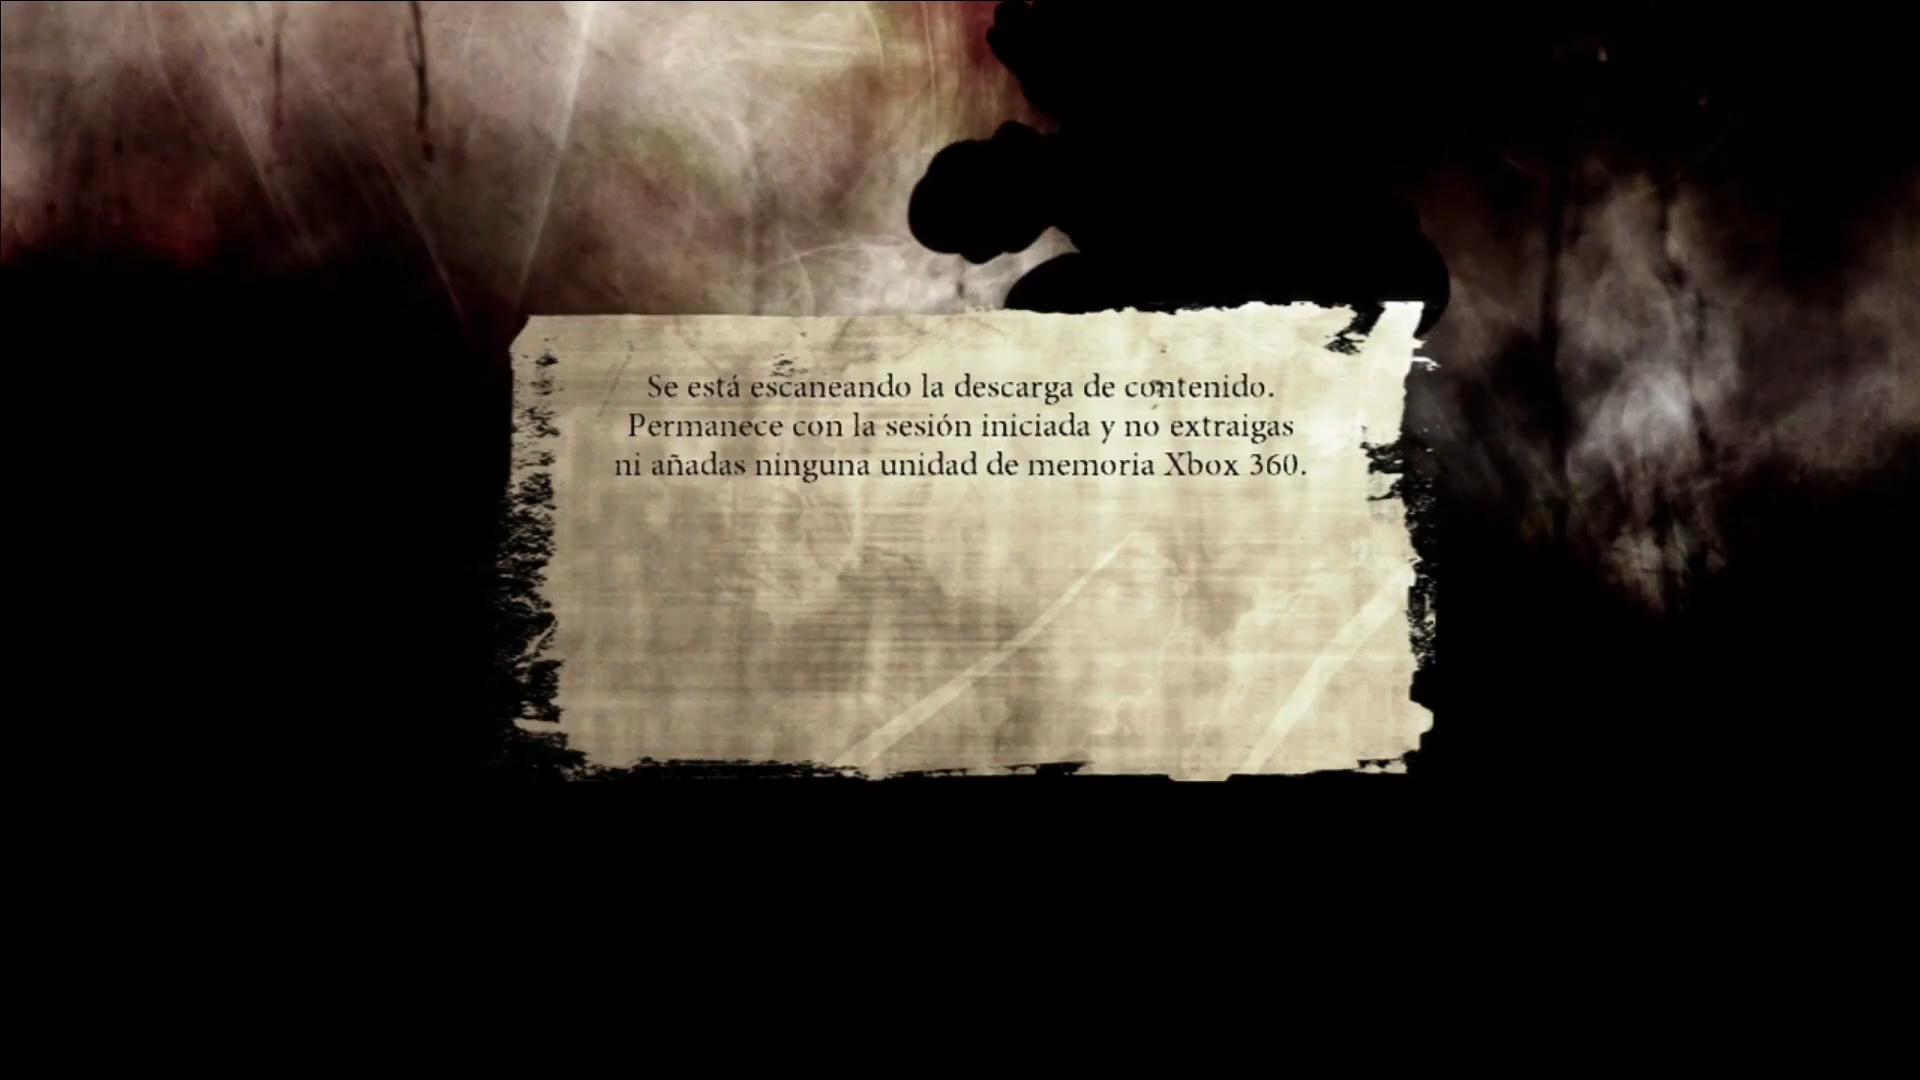 Se está escaneando la descarga de contenido.
Permanece con la sesión iniciada y no extraigas
ni añadas ninguna unidad de memoria Xbox 360.